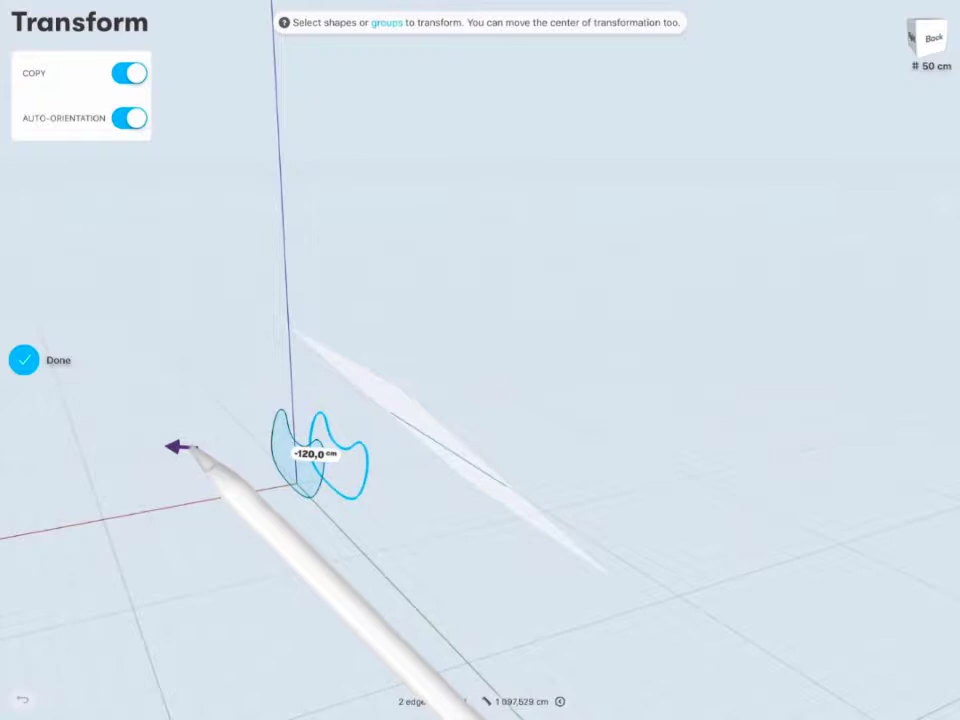 Transform
Select shapes or groups to transform. You can move the center of transformation too.
Back
# 50 cm
COPY
AUTO-ORIENTATION
Done
-120,0 cm
2 edge
1 097,529 cm